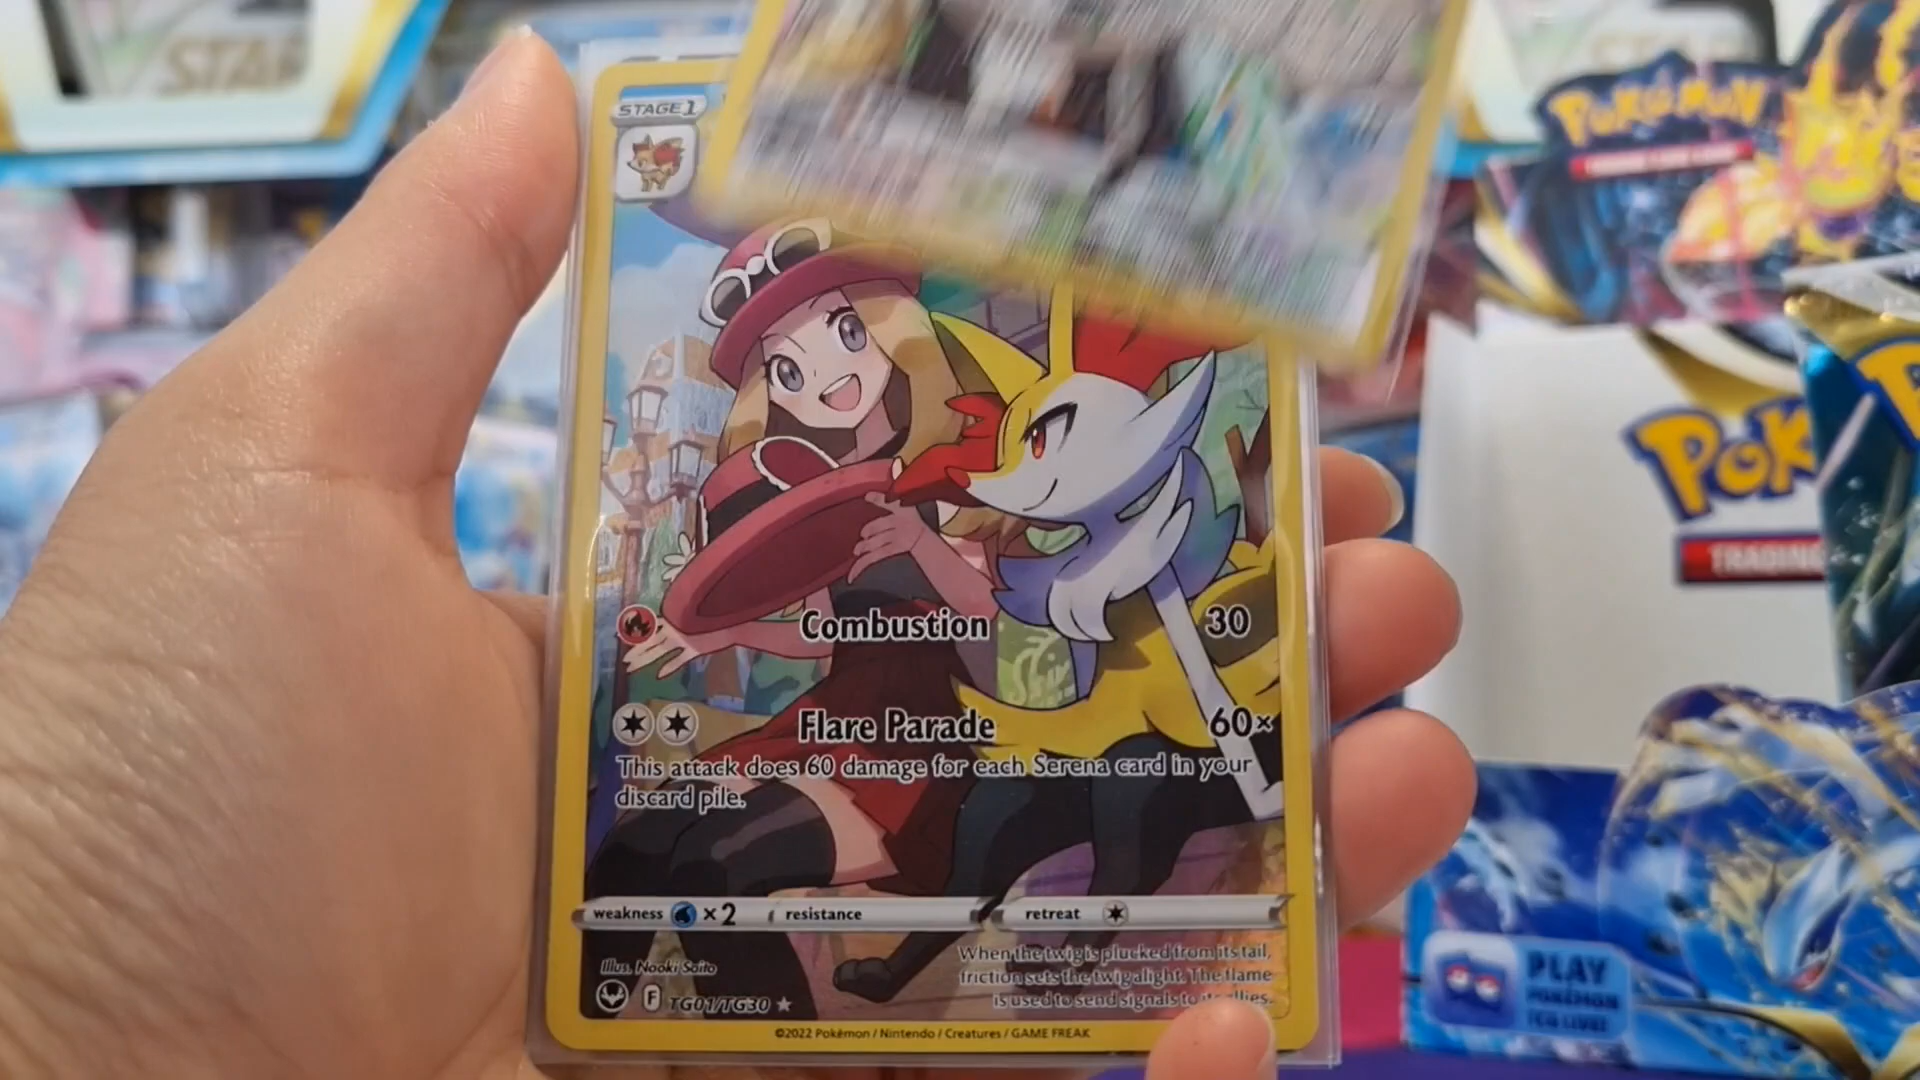 STAR
POKéMON
STAGE 1
POK
TRADING
Combustion 30
Flare Parade 60×
This attack does 60 damage for each Serena card in your
discard pile.
weakness ×2 resistance retreat
When the twig is plucked from its tail,
friction sets the twig alight. The flame
is used to send signals to its allies.
Illus. Naoki Saito
F TG01/TG30 ★
©2022 Pokémon / Nintendo / Creatures / GAME FREAK
PLAY
POKÉMON
TCG LIVE!